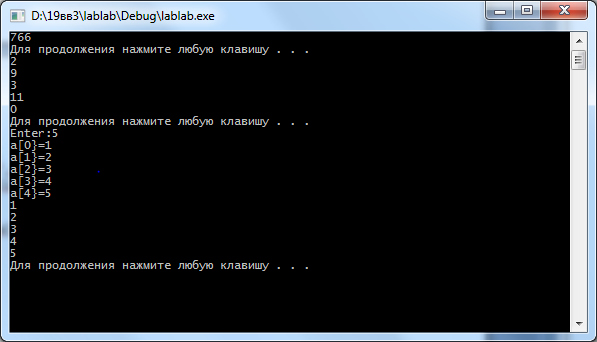 D:\19вв3\lablab\Debug\lablab.exe
766
Для продолжения нажмите любую клавишу . . .
2
9
3
11
0
Для продолжения нажмите любую клавишу . . .
Enter:5
a[0}=1
a[1}=2
a[2}=3
a[3}=4
a[4}=5
1
2
3
4
5
Для продолжения нажмите любую клавишу . . .